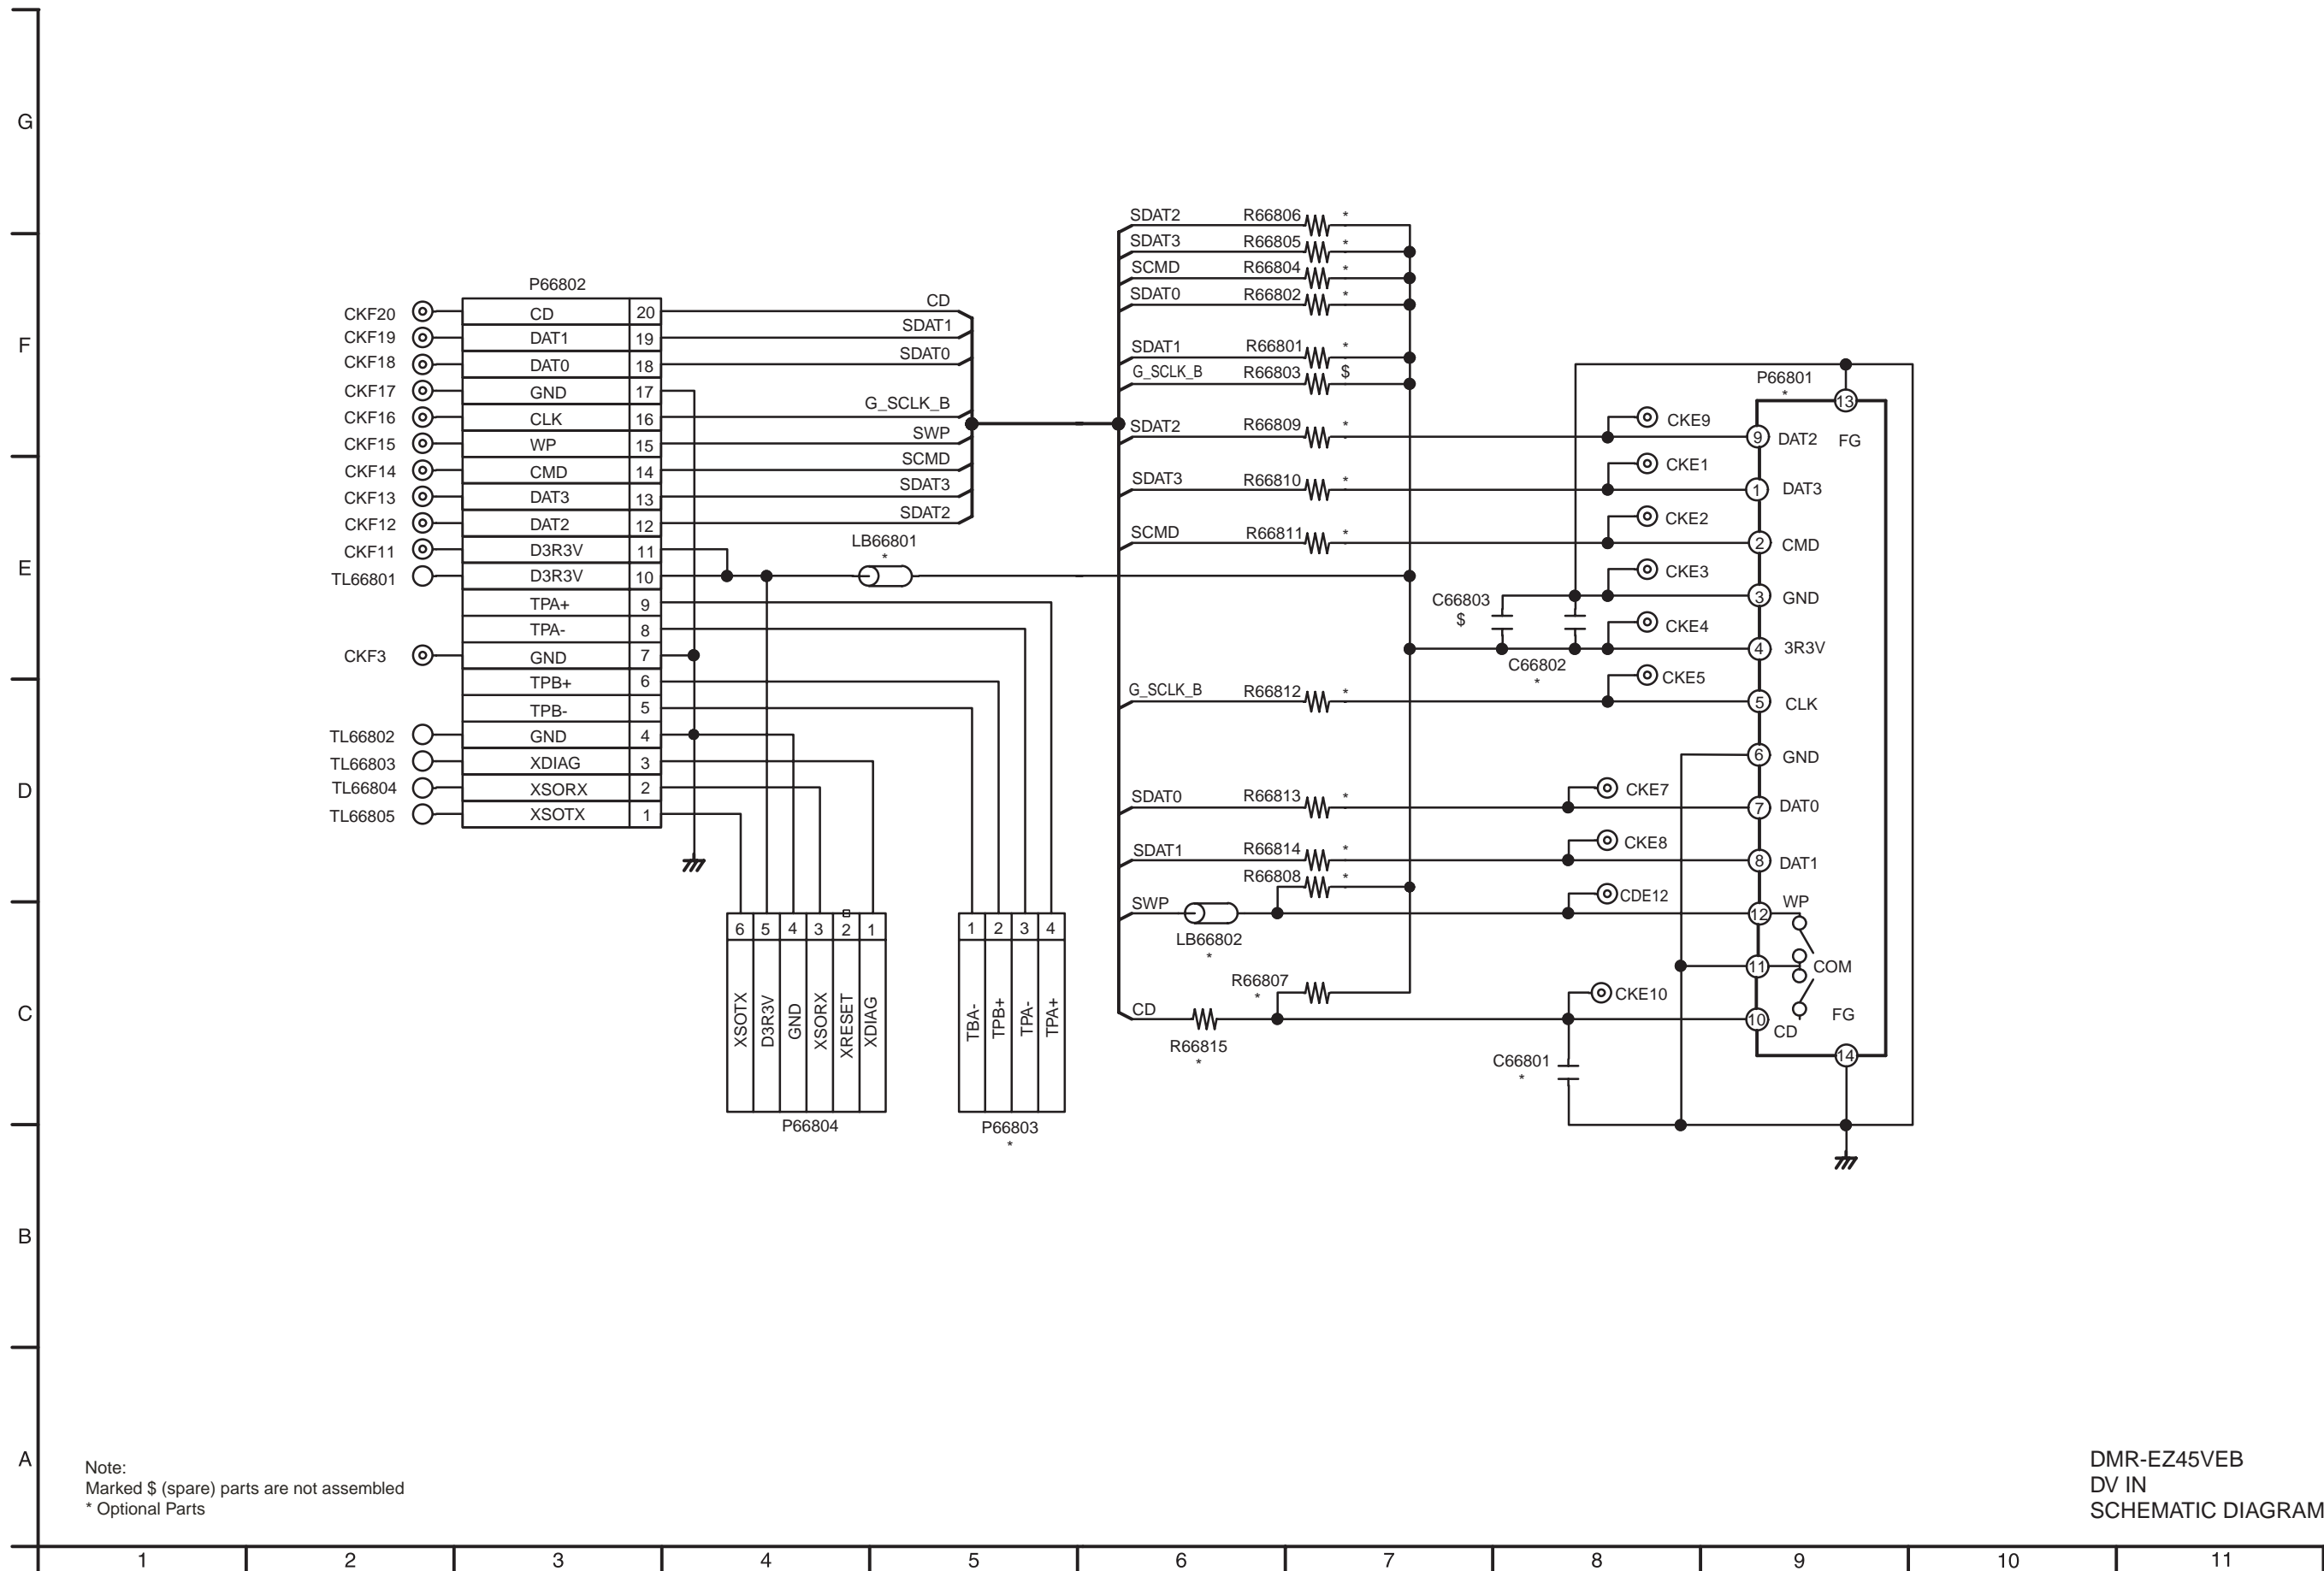 G
F
E
D
C
B
A
P66802
CKF20 CD 20 CD
CKF19 DAT1 19 SDAT1
CKF18 DAT0 18 SDAT0
CKF17 GND 17
CKF16 CLK 16 G_SCLK_B
CKF15 WP 15 SWP
CKF14 CMD 14 SCMD
CKF13 DAT3 13 SDAT3
CKF12 DAT2 12 SDAT2
CKF11 D3R3V 11
TL66801 D3R3V 10
TPA+ 9
TPA- 8
CKF3 GND 7
TPB+ 6
TPB- 5
TL66802 GND 4
TL66803 XDIAG 3
TL66804 XSORX 2
TL66805 XSOTX 1
LB66801
*
6 5 4 3 2 1
XSOTX
D3R3V
GND
XSORX
XRESET
XDIAG
P66804
1 2 3 4
TBA-
TPB+
TPA-
TPA+
P66803
*
SDAT2 R66806 *
SDAT3 R66805 *
SCMD R66804 *
SDAT0 R66802 *
SDAT1 R66801 *
G_SCLK_B R66803 $
SDAT2 R66809 *
SDAT3 R66810 *
SCMD R66811 *
G_SCLK_B R66812 *
SDAT0 R66813 *
SDAT1 R66814 *
R66808 *
SWP
LB66802
*
R66807
*
CD
R66815
*
C66803
$
C66802
*
C66801
*
CKE9
CKE1
CKE2
CKE3
CKE4
CKE5
CKE7
CKE8
CDE12
CKE10
P66801
*
13
9 DAT2 FG
1 DAT3
2 CMD
3 GND
4 3R3V
5 CLK
6 GND
7 DAT0
8 DAT1
12 WP
11 COM
10 CD FG
14
Note:
Marked $ (spare) parts are not assembled
* Optional Parts
DMR-EZ45VEB
DV IN
SCHEMATIC DIAGRAM
1 2 3 4 5 6 7 8 9 10 11